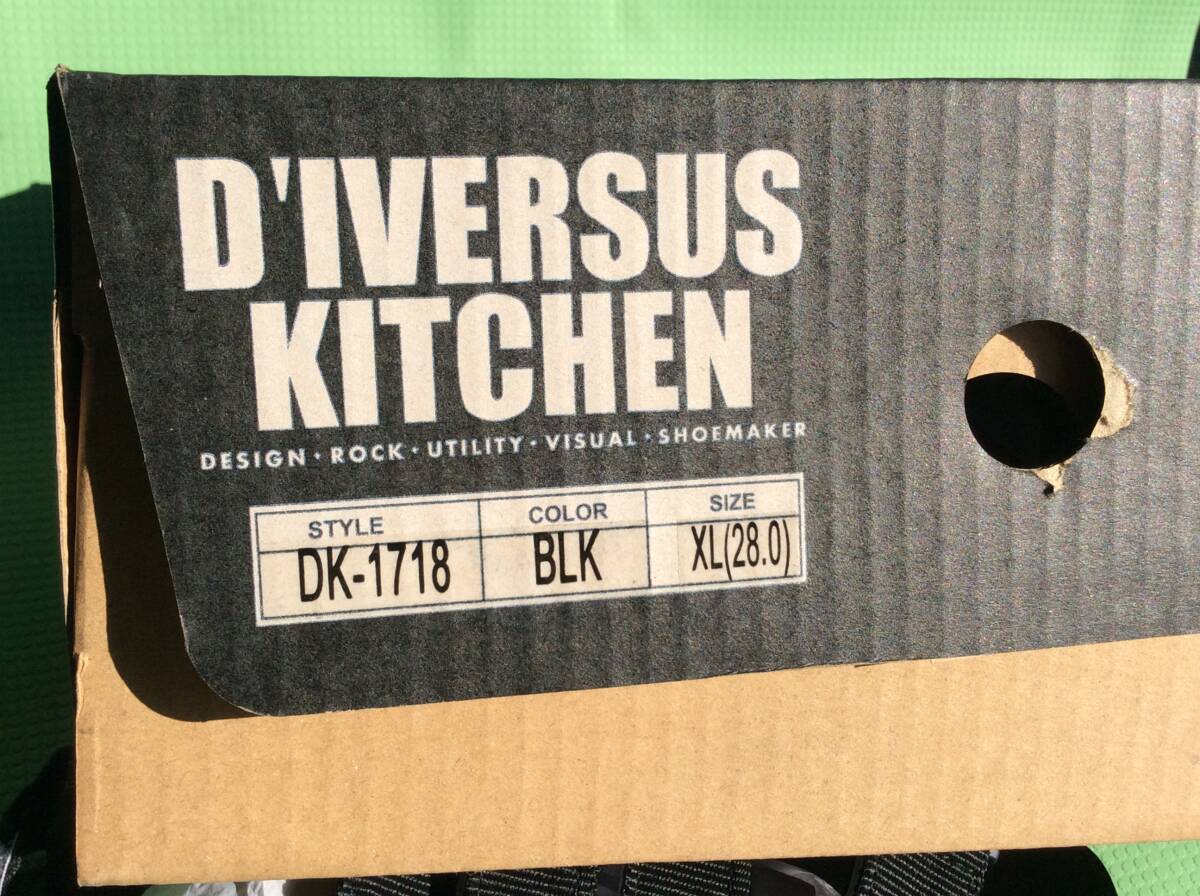 D'IVERSUS
KITCHEN
DESIGN・ROCK・UTILITY・VISUAL・SHOEMAKER
STYLE COLOR SIZE
DK-1718 BLK XL(28.0)